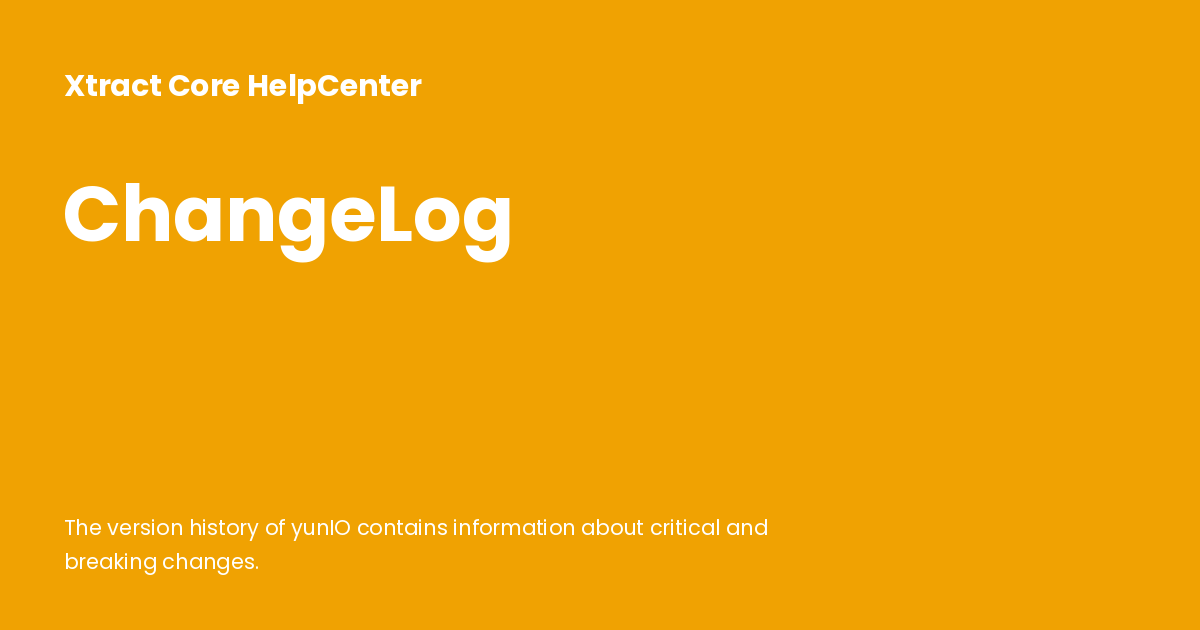 Xtract Core HelpCenter
ChangeLog
The version history of yunIO contains information about critical and
breaking changes.